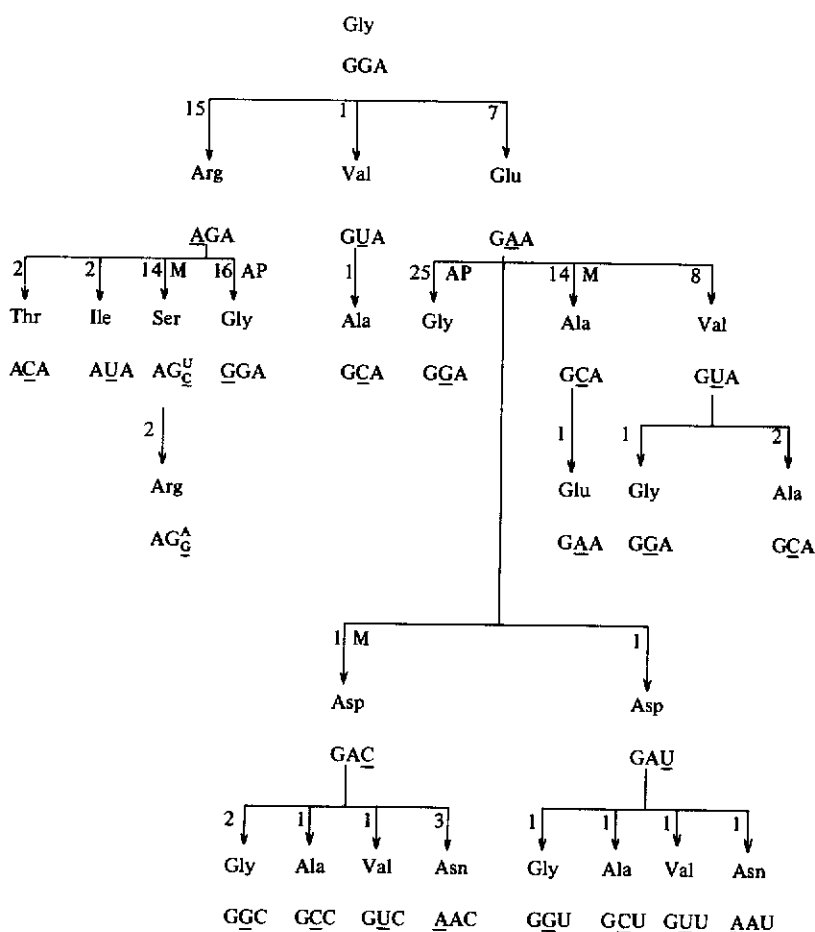 Gly
GGA
15 1 7
Arg Val Glu
AGA GUA GAA
2 2 14 M 16 AP 1 25 AP 14 M 8
Thr Ile Ser Gly Ala Gly Ala Val
ACA AUA AGUC GGA GCA GGA GCA GUA
2 1 1 2
Arg Glu Gly Ala
AGAG GAA GGA GCA
1 M 1
Asp Asp
GAC GAU
2 1 1 3 1 1 1 1
Gly Ala Val Asn Gly Ala Val Asn
GGC GCC GUC AAC GGU GCU GUU AAU